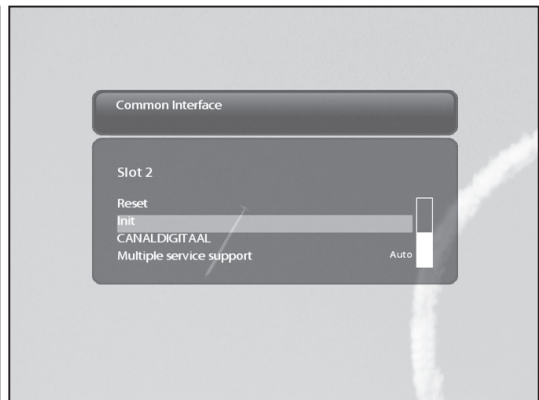 Common Interface
Slot 2
Reset
Init
CANALDIGITAAL
Multiple service support Auto